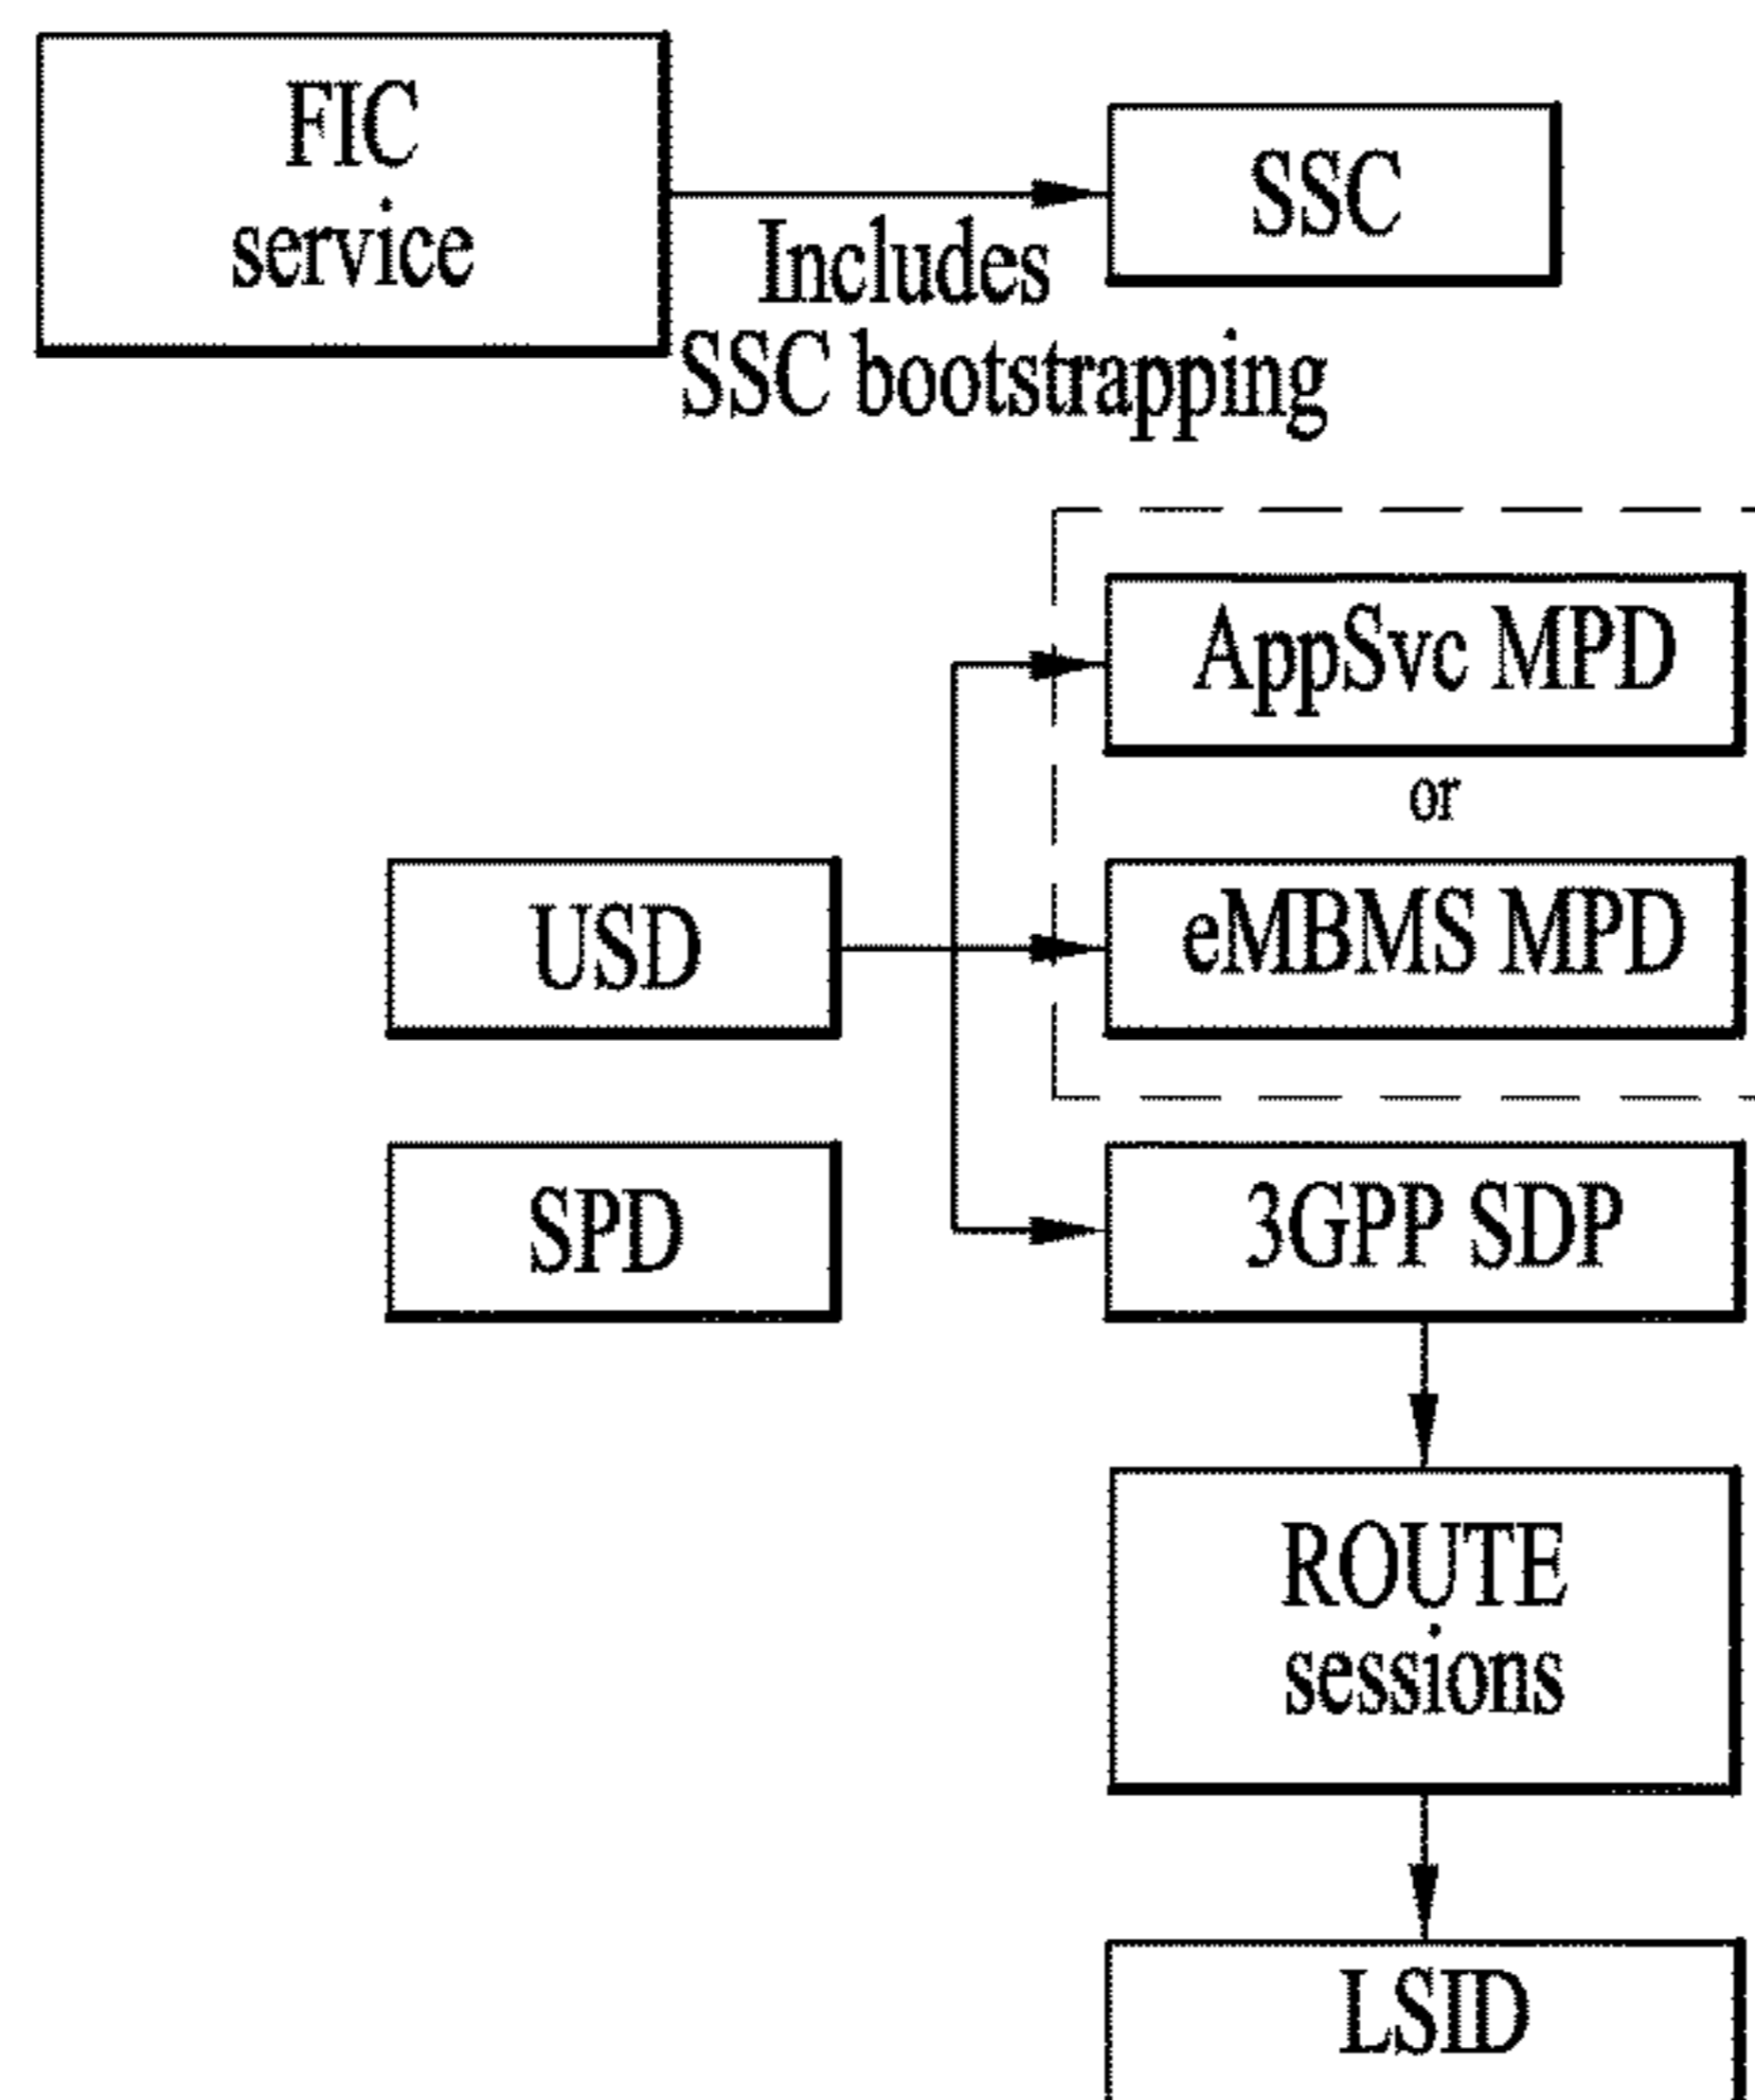 FIC
service
SSC
Includes
SSC bootstrapping
AppSvc MPD
or
USD
eMBMS MPD
SPD
3GPP SDP
ROUTE
sessions
LSID